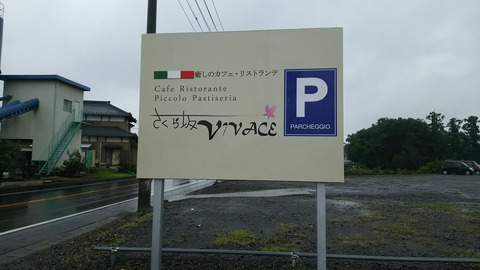 癒しのカフェ・リストランテ
Cafe Ristorante
Piccolo Pastiseria
さくら坂 VIVACE
P
PARCHEGGIO